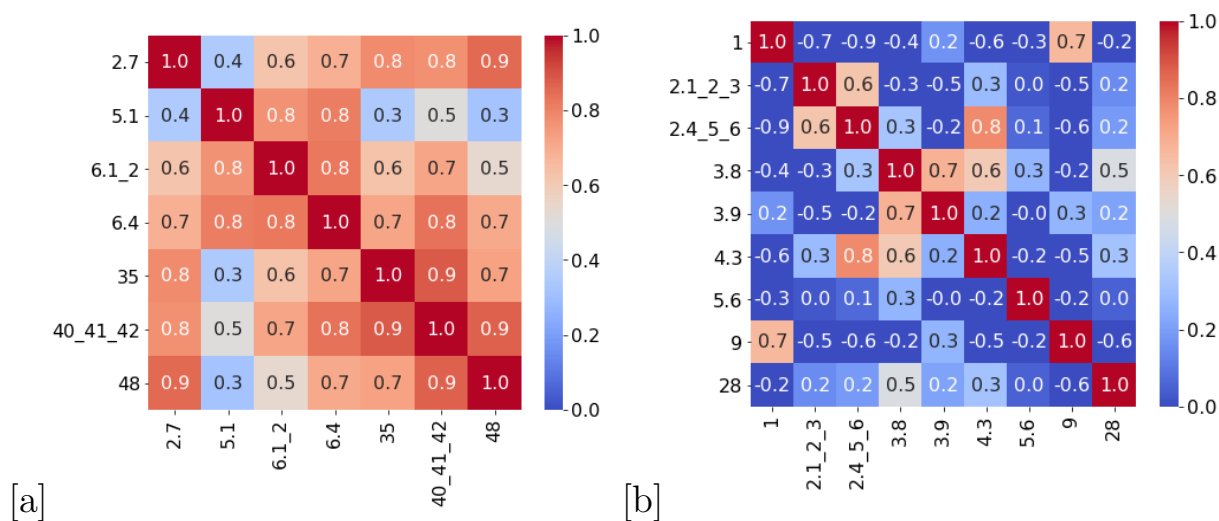 2.7 1.0 0.4 0.6 0.7 0.8 0.8 0.9
5.1 0.4 1.0 0.8 0.8 0.3 0.5 0.3
6.1_2 0.6 0.8 1.0 0.8 0.6 0.7 0.5
6.4 0.7 0.8 0.8 1.0 0.7 0.8 0.7
35 0.8 0.3 0.6 0.7 1.0 0.9 0.7
40_41_42 0.8 0.5 0.7 0.8 0.9 1.0 0.9
48 0.9 0.3 0.5 0.7 0.7 0.9 1.0
2.7 5.1 6.1_2 6.4 35 40_41_42 48
1.0
0.8
0.6
0.4
0.2
0.0
[a]
1 1.0 -0.7 -0.9 -0.4 0.2 -0.6 -0.3 0.7 -0.2
2.1_2_3 -0.7 1.0 0.6 -0.3 -0.5 0.3 0.0 -0.5 0.2
2.4_5_6 -0.9 0.6 1.0 0.3 -0.2 0.8 0.1 -0.6 0.2
3.8 -0.4 -0.3 0.3 1.0 0.7 0.6 0.3 -0.2 0.5
3.9 0.2 -0.5 -0.2 0.7 1.0 0.2 -0.0 0.3 0.2
4.3 -0.6 0.3 0.8 0.6 0.2 1.0 -0.2 -0.5 0.3
5.6 -0.3 0.0 0.1 0.3 -0.0 -0.2 1.0 -0.2 0.0
9 0.7 -0.5 -0.6 -0.2 0.3 -0.5 -0.2 1.0 -0.6
28 -0.2 0.2 0.2 0.5 0.2 0.3 0.0 -0.6 1.0
1 2.1_2_3 2.4_5_6 3.8 3.9 4.3 5.6 9 28
1.0
0.8
0.6
0.4
0.2
0.0
[b]